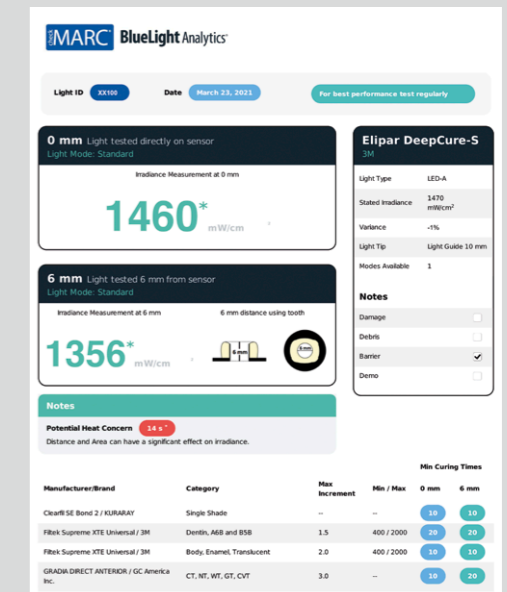 check MARC® BlueLight Analytics®
Light ID XX100 Date March 23, 2021 For best performance test regularly
0 mm Light tested directly on sensor
Light Mode: Standard
Irradiance Measurement at 0 mm
1460* mW/cm
6 mm Light tested 6 mm from sensor
Light Mode: Standard
Irradiance Measurement at 6 mm 6 mm distance using tooth
1356* mW/cm
6 mm
8 mm
Elipar DeepCure-S
3M
Light Type LED-A
Stated Irradiance 1470
mW/cm²
Variance -1%
Light Tip Light Guide 10 mm
Modes Available 1
Notes
Damage
Debris
Barrier ✔
Demo
Notes
Potential Heat Concern 14 s*
Distance and Area can have a significant effect on irradiance.
Min Curing Times
Manufacturer/Brand Category Max
Increment Min / Max 0 mm 6 mm
Clearfil SE Bond 2 / KURARAY Single Shade -- -- 10 10
Filtek Supreme XTE Universal / 3M Dentin, A6B and B5B 1.5 400 / 2000 20 20
Filtek Supreme XTE Universal / 3M Body, Enamel, Translucent 2.0 400 / 2000 10 10
GRADIA DIRECT ANTERIOR / GC America
Inc. CT, NT, WT, GT, CVT 3.0 -- 10 20